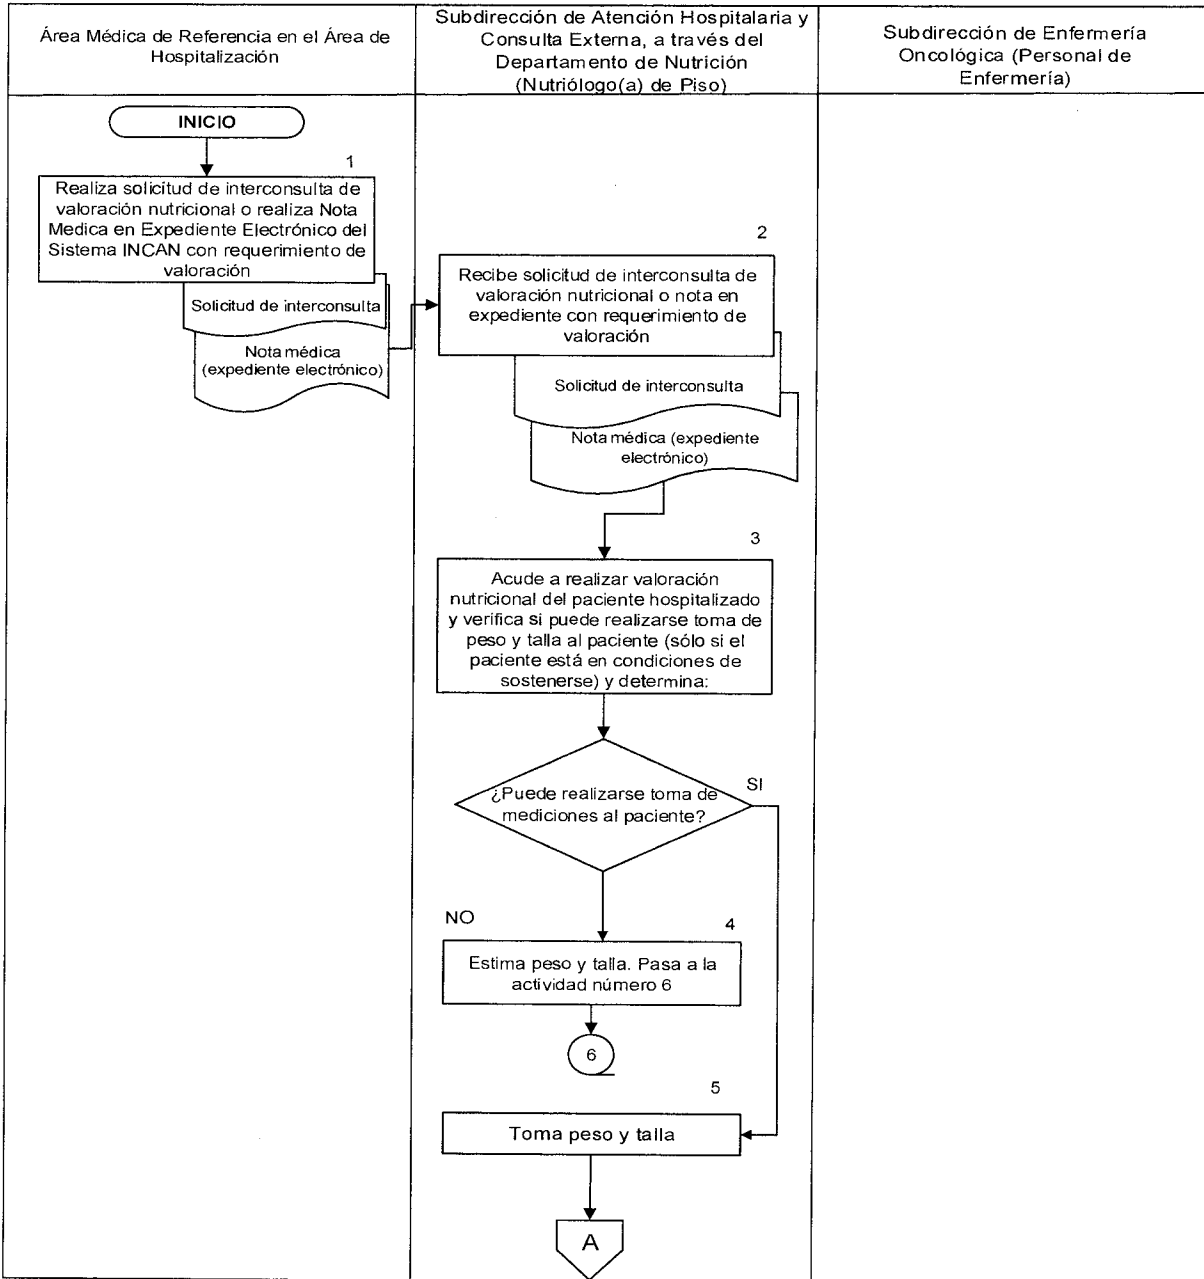 Área Médica de Referencia en el Área de
Hospitalización
Subdirección de Atención Hospitalaria y
Consulta Externa, a través del
Departamento de Nutrición
(Nutriólogo(a) de Piso)
Subdirección de Enfermería
Oncológica (Personal de
Enfermería)
INICIO
1
Realiza solicitud de interconsulta de
valoración nutricional o realiza Nota
Medica en Expediente Electrónico del
Sistema INCAN con requerimiento de
valoración
Solicitud de interconsulta
Nota médica
(expediente electrónico)
2
Recibe solicitud de interconsulta de
valoración nutricional o nota en
expediente con requerimiento de
valoración
Solicitud de interconsulta
Nota médica (expediente
electrónico)
3
Acude a realizar valoración
nutricional del paciente hospitalizado
y verifica si puede realizarse toma de
peso y talla al paciente (sólo si el
paciente está en condiciones de
sostenerse) y determina:
¿Puede realizarse toma de
mediciones al paciente?
SI
NO
4
Estima peso y talla. Pasa a la
actividad número 6
6
5
Toma peso y talla
A